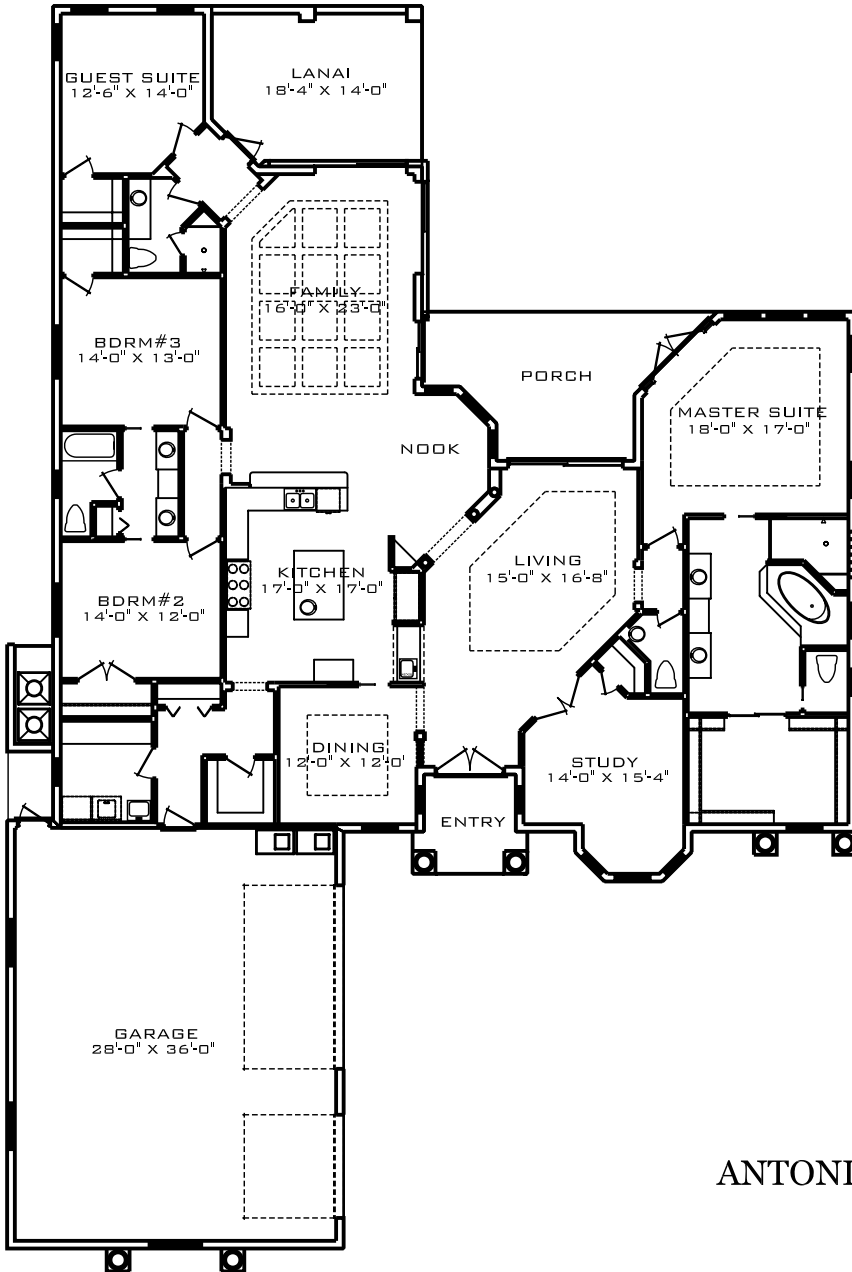 GUEST SUITE
12'-6" X 14'-0"
LANAI
18'-4" X 14'-0"
FAMILY
16'-0" X 23'-0"
BDRM#3
14'-0" X 13'-0"
PORCH
MASTER SUITE
18'-0" X 17'-0"
NOOK
LIVING
15'-0" X 16'-8"
KITCHEN
17'-0" X 17'-0"
BDRM#2
14'-0" X 12'-0"
DINING
12'-0" X 12'-0'
STUDY
14'-0" X 15'-4"
ENTRY
GARAGE
28'-0" X 36'-0"